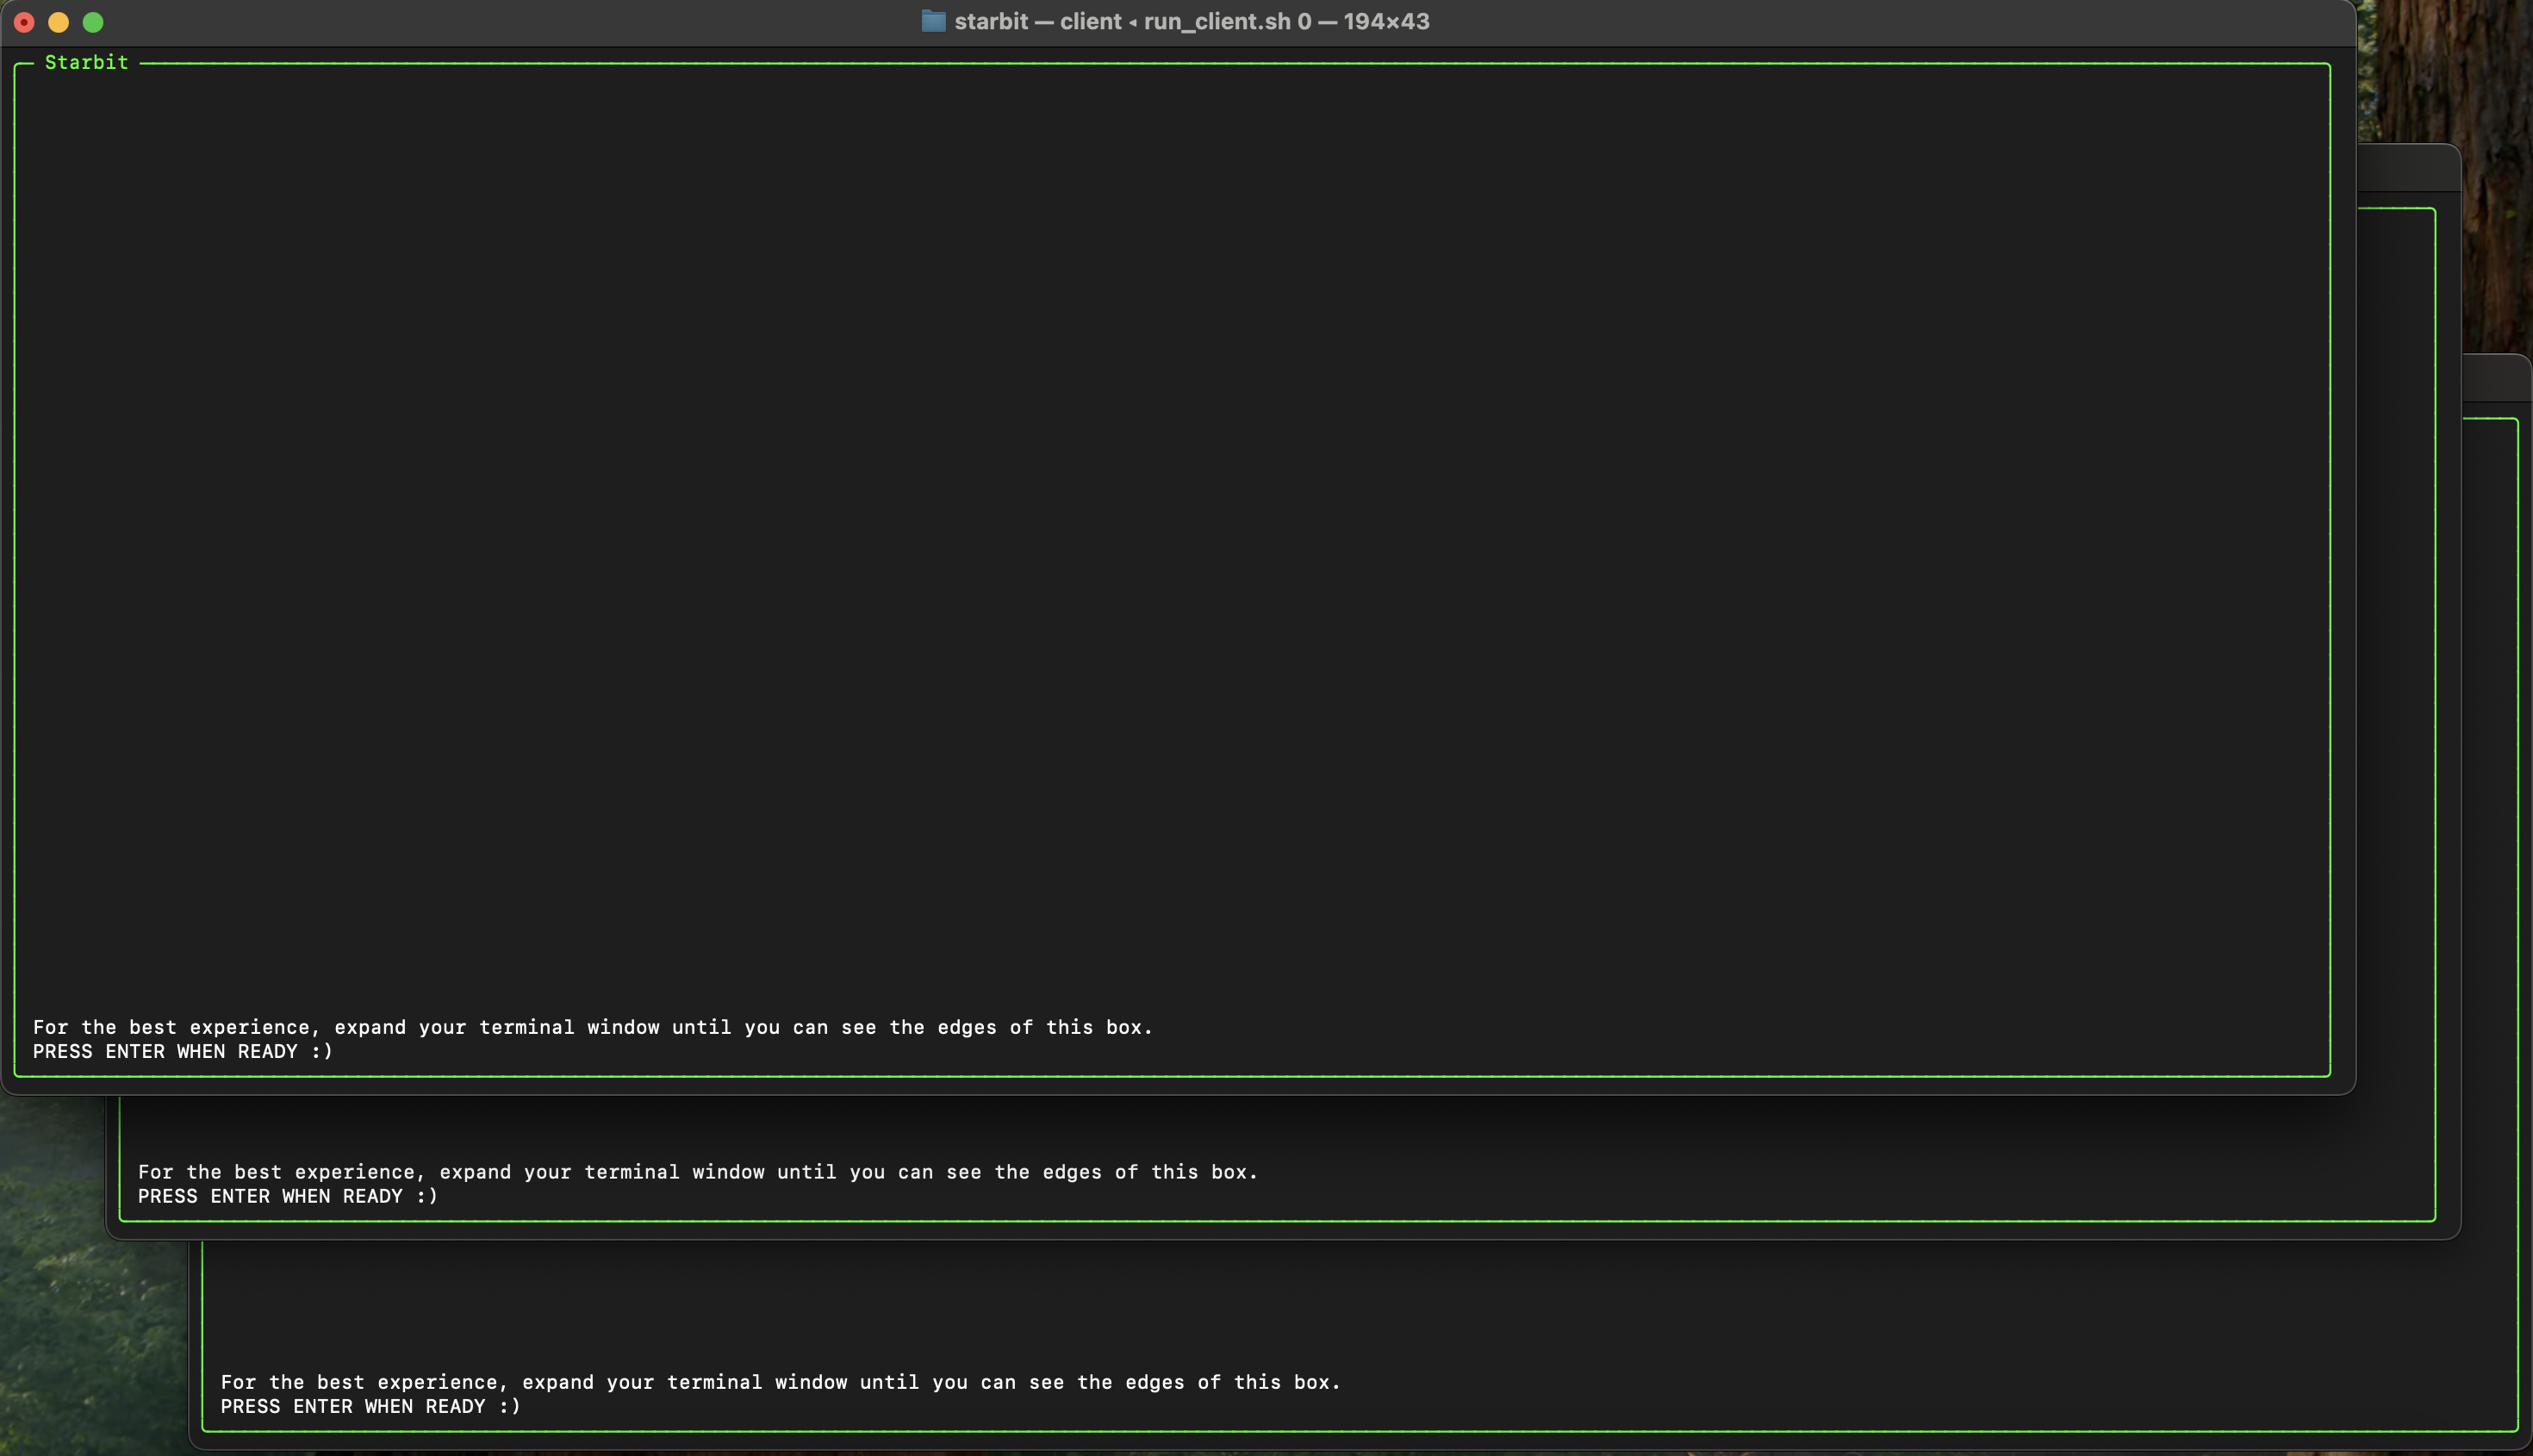 starbit — client ◂ run_client.sh 0 — 194×43
Starbit
For the best experience, expand your terminal window until you can see the edges of this box.
PRESS ENTER WHEN READY :)
For the best experience, expand your terminal window until you can see the edges of this box.
PRESS ENTER WHEN READY :)
For the best experience, expand your terminal window until you can see the edges of this box.
PRESS ENTER WHEN READY :)